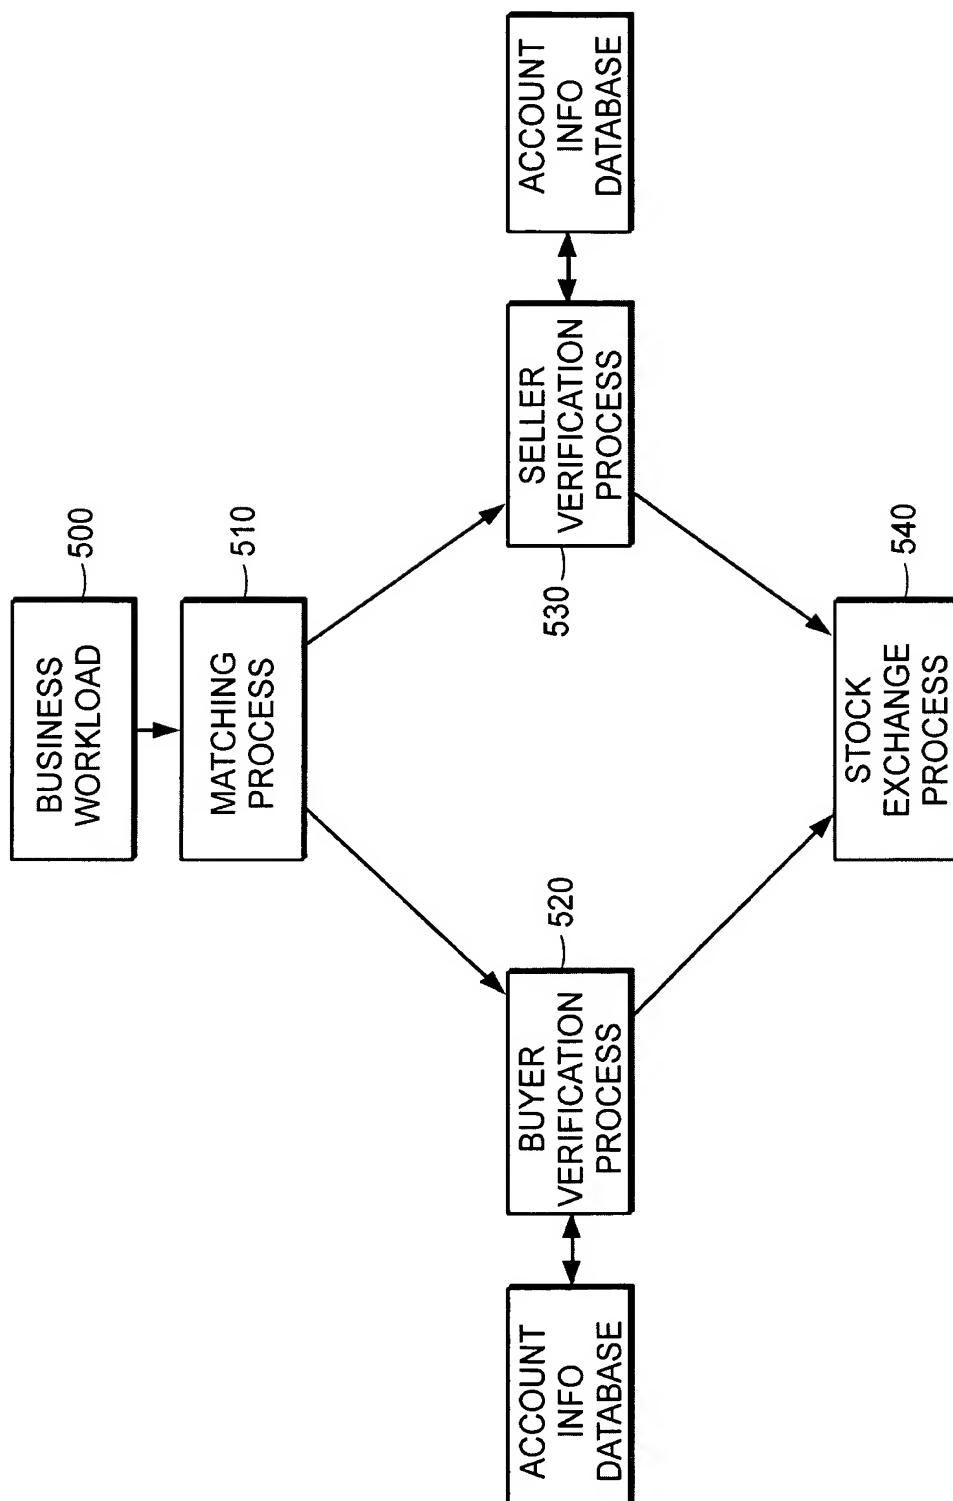 BUSINESS
WORKLOAD
500
MATCHING
PROCESS
510
ACCOUNT
INFO
DATABASE
BUYER
VERIFICATION
PROCESS
520
SELLER
VERIFICATION
PROCESS
530
ACCOUNT
INFO
DATABASE
STOCK
EXCHANGE
PROCESS
540